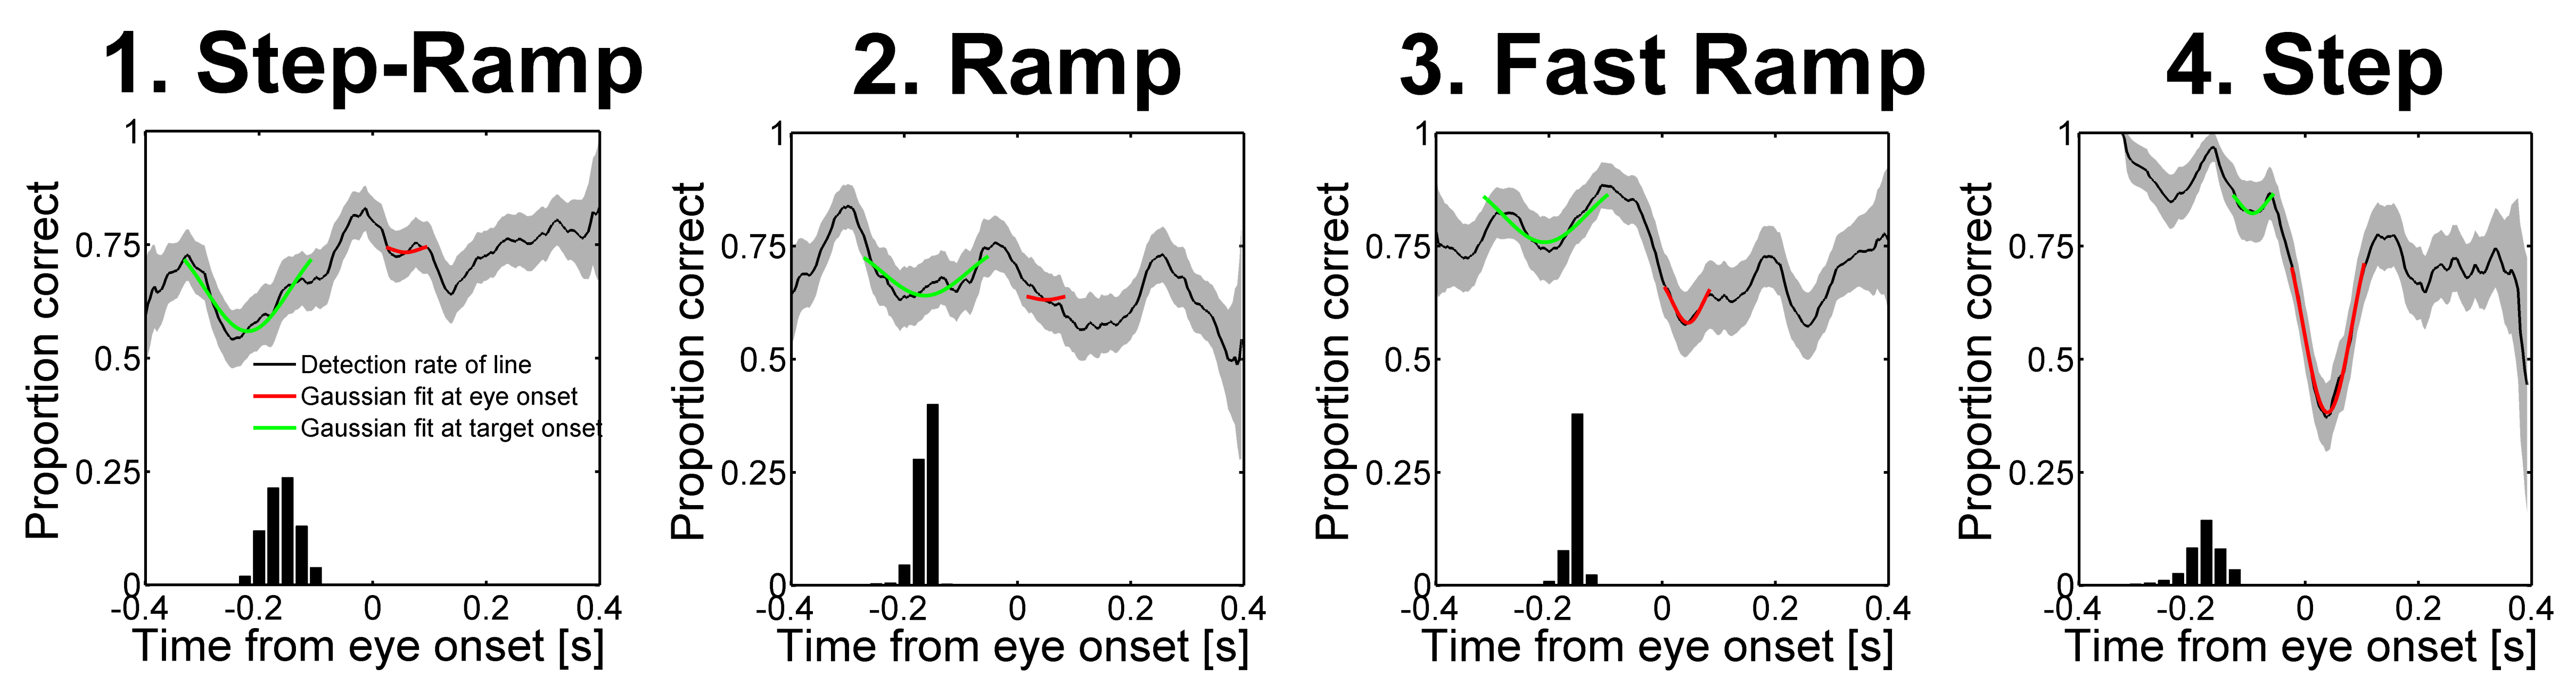 1. Step-Ramp
Proportion correct
1
0.75
0.5
0.25
0
Detection rate of line
Gaussian fit at eye onset
Gaussian fit at target onset
-0.4 -0.2 0 0.2 0.4
Time from eye onset [s]
2. Ramp
Proportion correct
1
0.75
0.5
0.25
0
-0.4 -0.2 0 0.2 0.4
Time from eye onset [s]
3. Fast Ramp
Proportion correct
1
0.75
0.5
0.25
0
-0.4 -0.2 0 0.2 0.4
Time from eye onset [s]
4. Step
Proportion correct
1
0.75
0.5
0.25
0
-0.4 -0.2 0 0.2 0.4
Time from eye onset [s]